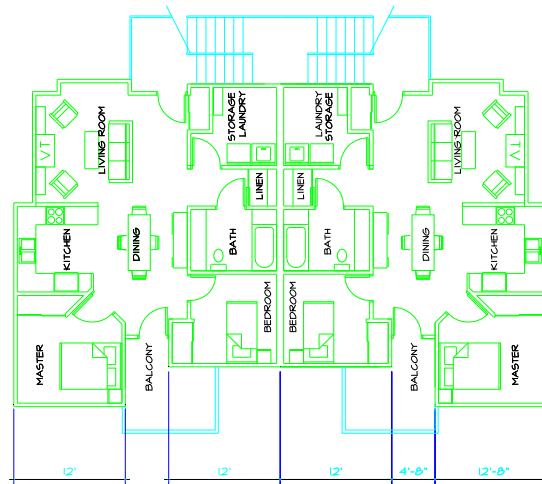 STORAGE
LAUNDRY
LAUNDRY
STORAGE
LIVING ROOM
LIVING ROOM
TV
TV
LINEN
LINEN
KITCHEN
DINING
BATH
BATH
DINING
KITCHEN
BEDROOM
BEDROOM
MASTER
BALCONY
BALCONY
MASTER
12'
12'
12'
4'-8"
12'-8"